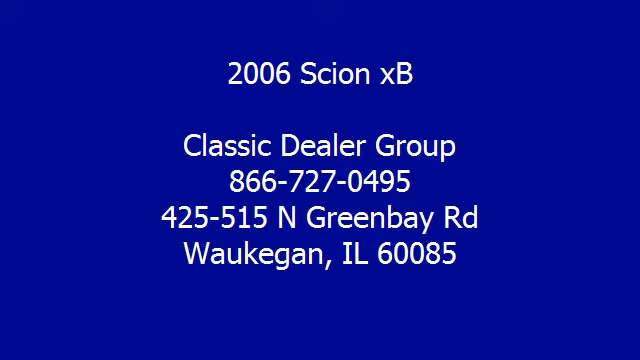 2006 Scion xB
Classic Dealer Group
866-727-0495
425-515 N Greenbay Rd
Waukegan, IL 60085